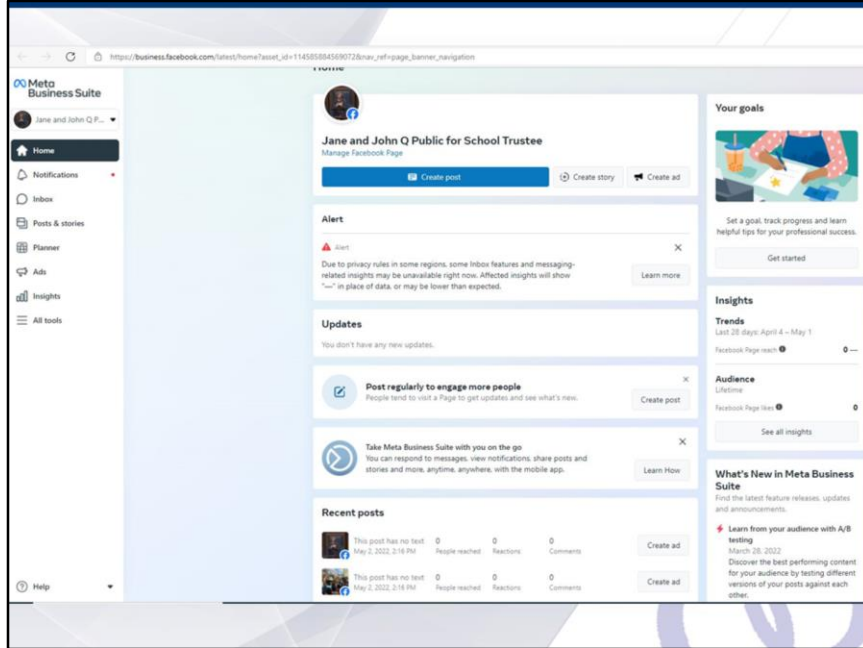 https://business.facebook.com/latest/home?asset_id=114585884569072&nav_ref=page_banner_navigation
Meta
Business Suite
Jane and John Q P...
Home
Notifications
Inbox
Posts & stories
Planner
Ads
Insights
All tools
Help
Home
Jane and John Q Public for School Trustee
Manage Facebook Page
Create post
Create story
Create ad
Alert
Alert
Due to privacy rules in some regions, some Inbox features and messaging-
related insights may be unavailable right now. Affected insights will show
"—" in place of data, or may be lower than expected.
Learn more
Updates
You don't have any new updates.
Post regularly to engage more people
People tend to visit a Page to get updates and see what's new.
Create post
Take Meta Business Suite with you on the go
You can respond to messages, view notifications, share posts and
stories and more, anytime, anywhere, with the mobile app.
Learn How
Recent posts
This post has no text 0 0 0
May 2, 2022, 2:16 PM People reached Reactions Comments
Create ad
This post has no text 0 0 0
May 2, 2022, 2:16 PM People reached Reactions Comments
Create ad
Your goals
Set a goal, track progress and learn
helpful tips for your professional success.
Get started
Insights
Trends
Last 28 days: April 4 – May 1
Facebook Page reach 0 —
Audience
Lifetime
Facebook Page likes 0
See all insights
What's New in Meta Business
Suite
Find the latest feature releases, updates
and announcements.
Learn from your audience with A/B
testing
March 28, 2022
Discover the best performing content
for your audience by testing different
versions of your posts against each
other.